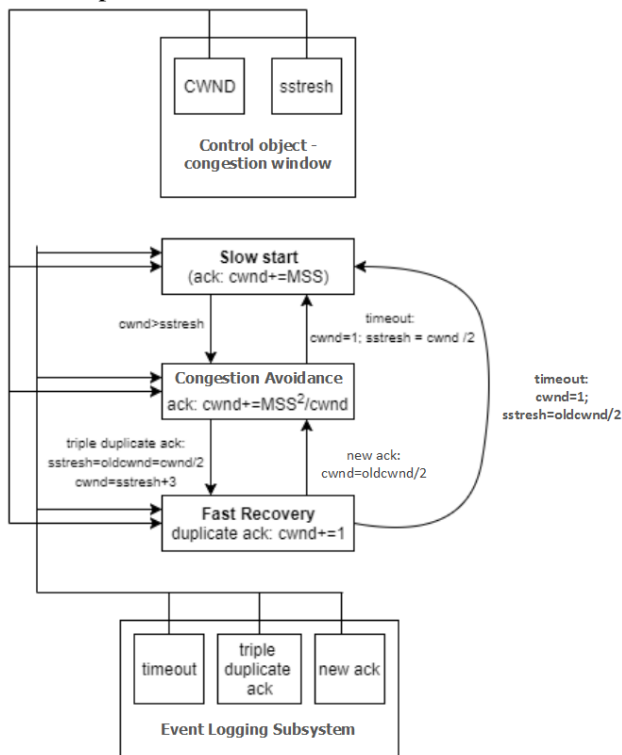 CWND
sstresh
Control object -
congestion window
Slow start
(ack: cwnd+=MSS)
cwnd>sstresh
timeout:
cwnd=1; sstresh = cwnd /2
Congestion Avoidance
ack: cwnd+=MSS²/cwnd
timeout:
cwnd=1;
sstresh=oldcwnd/2
triple duplicate ack:
sstresh=oldcwnd=cwnd/2
cwnd=sstresh+3
new ack:
cwnd=oldcwnd/2
Fast Recovery
duplicate ack: cwnd+=1
timeout
triple
duplicate
ack
new ack
Event Logging Subsystem